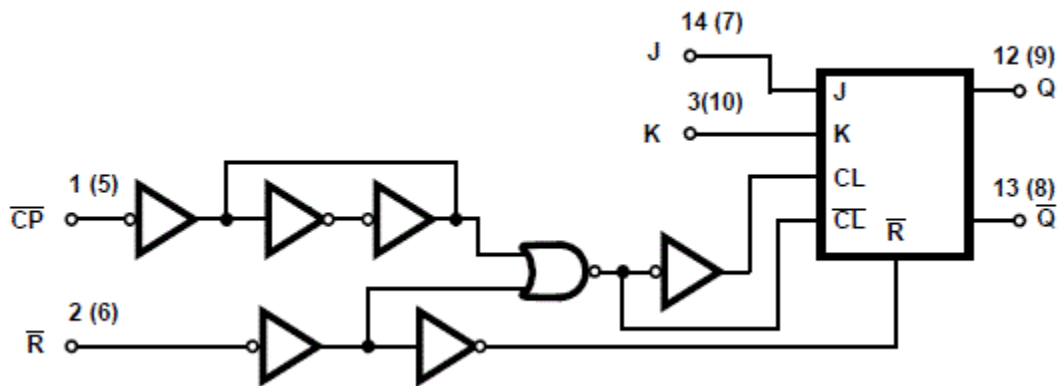 14 (7)
J
12 (9)
Q
J
3(10)
K
K
1 (5)
C̅P̅
CL
13 (8)
Q̅
C̅L̅
R̅
2 (6)
R̅